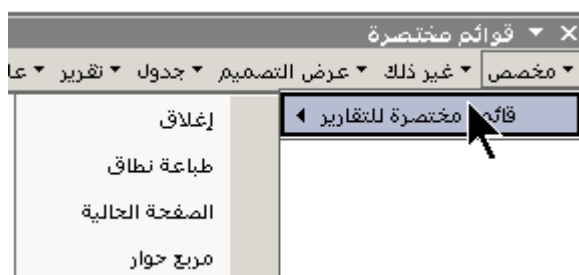 قوائم مختصرة
مخصص غير ذلك عرض التصميم جدول تقرير
قائمة مختصرة للتقارير
إغلاق
طباعة نطاق
الصفحة الحالية
مربع حوار